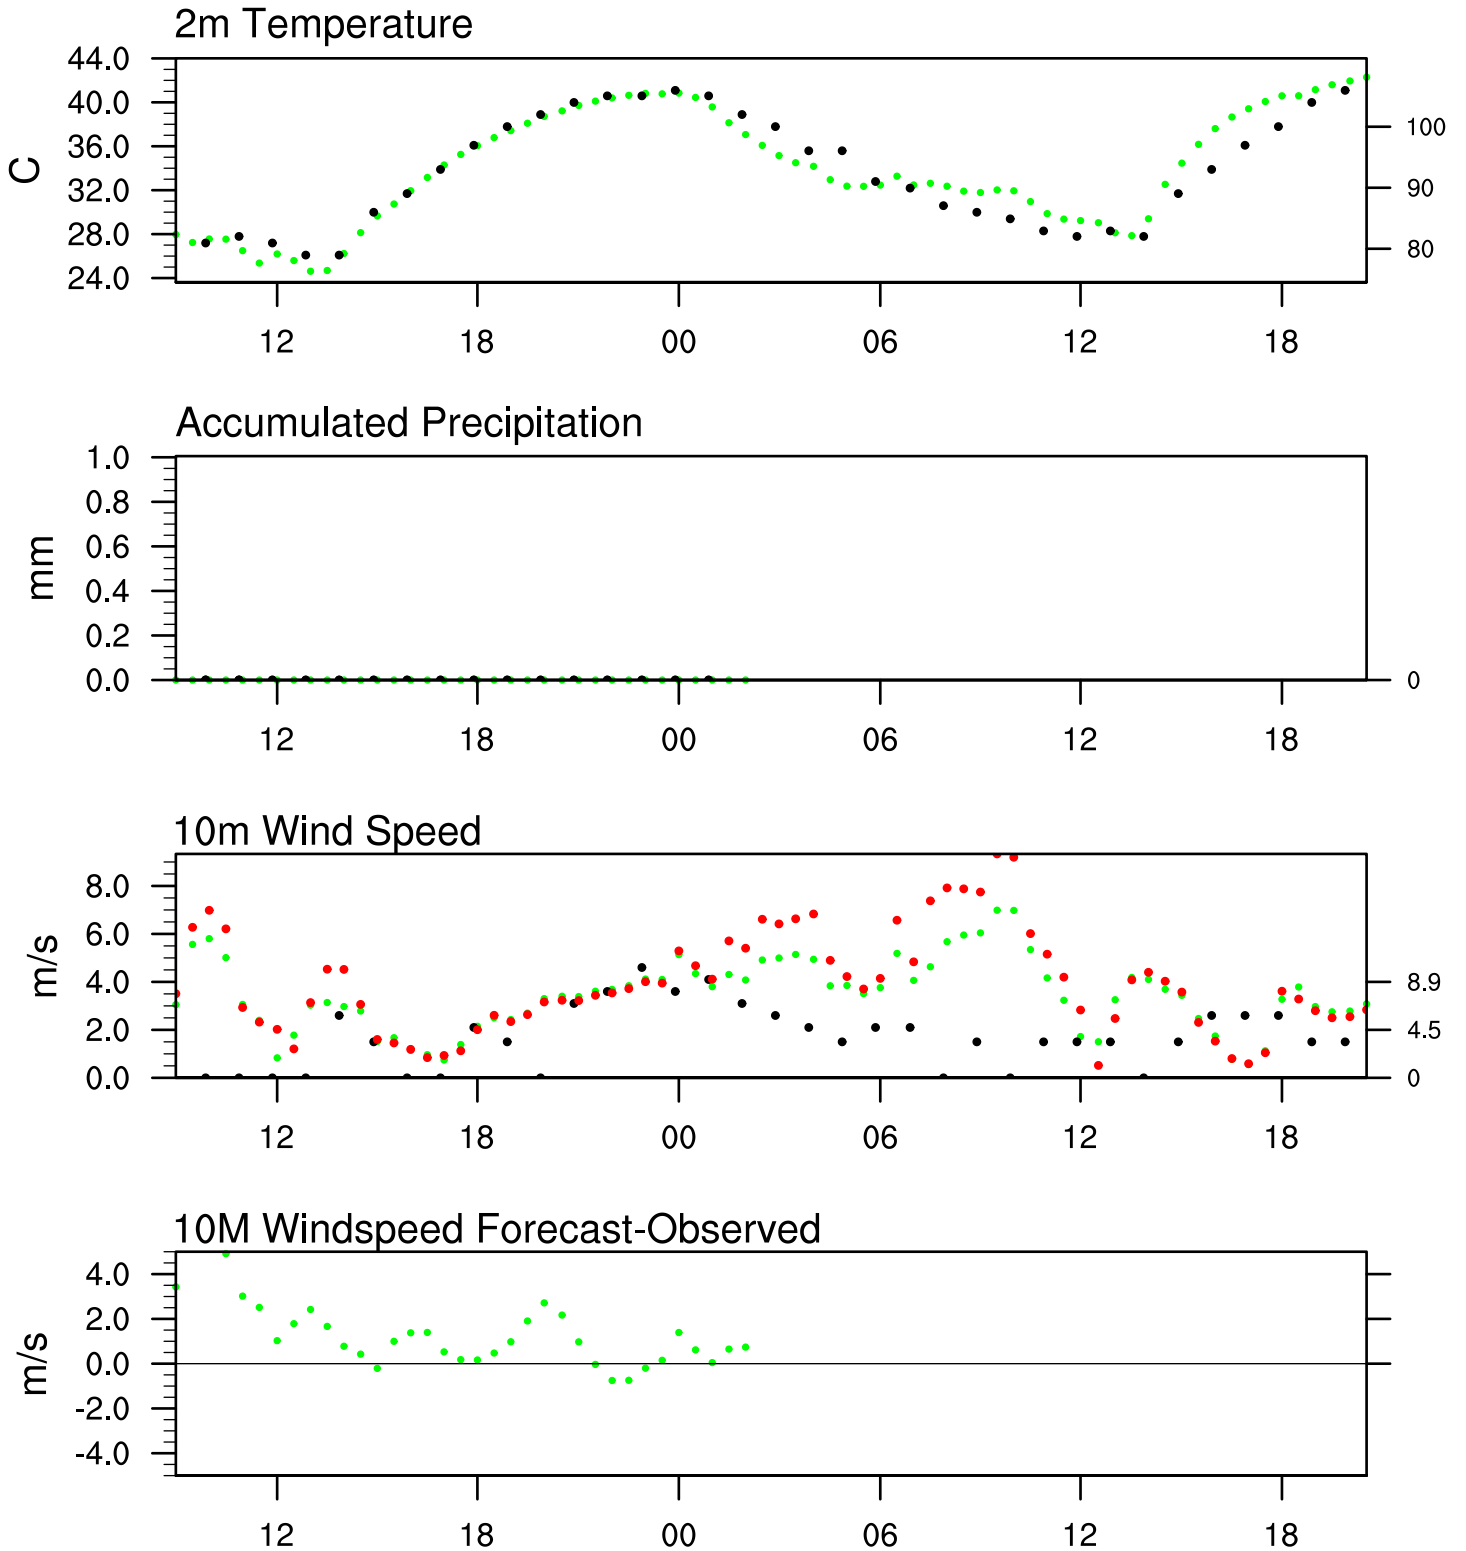 2m Temperature
44.0
40.0
36.0
32.0
28.0
24.0
C
100
90
80
12 18 00 06 12 18
Accumulated Precipitation
1.0
0.8
0.6
0.4
0.2
0.0
mm
0
12 18 00 06 12 18
10m Wind Speed
8.0
6.0
4.0
2.0
0.0
m/s
8.9
4.5
0
12 18 00 06 12 18
10M Windspeed Forecast-Observed
4.0
2.0
0.0
-2.0
-4.0
m/s
12 18 00 06 12 18